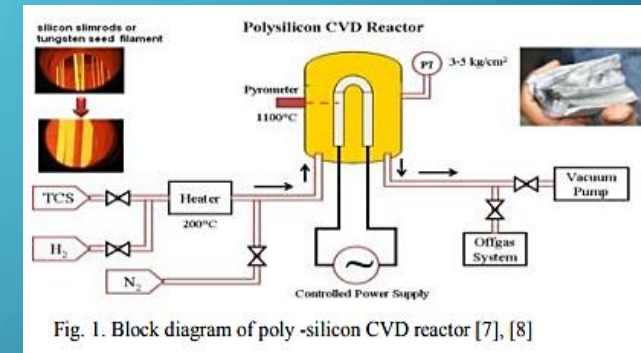 silicon slimrods or
tungsten seed filament
Polysilicon CVD Reactor
PT
3-5 kg/cm²
Pyrometer
1100°C
TCS
Heater
200°C
H₂
N₂
Vacuum
Pump
Offgas
System
Controlled Power Supply
Fig. 1. Block diagram of poly -silicon CVD reactor [7], [8]